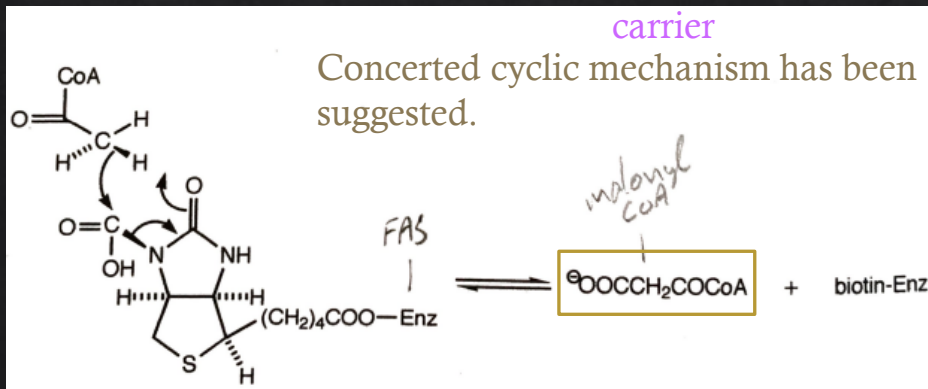 carrier
Concerted cyclic mechanism has been
suggested.
CoA
O
C
H
H
H
O
O
C
OH
N
NH
H
H
(CH₂)₄COO—Enz
S
H
FAS
malonyl
CoA
⊖OOCCH₂COCoA + biotin-Enz